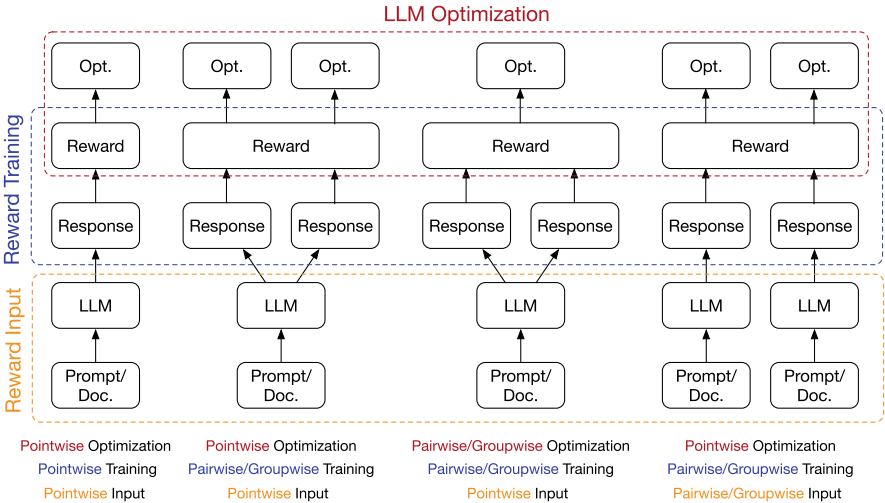 LLM Optimization
Opt. Opt. Opt. Opt. Opt. Opt.
Reward Training
Reward Reward Reward Reward
Response Response Response Response Response Response Response
Reward Input
LLM LLM LLM LLM LLM
Prompt/ Prompt/ Prompt/ Prompt/ Prompt/
Doc. Doc. Doc. Doc. Doc.
Pointwise Optimization Pointwise Optimization Pairwise/Groupwise Optimization Pointwise Optimization
Pointwise Training Pairwise/Groupwise Training Pairwise/Groupwise Training Pairwise/Groupwise Training
Pointwise Input Pointwise Input Pointwise Input Pairwise/Groupwise Input